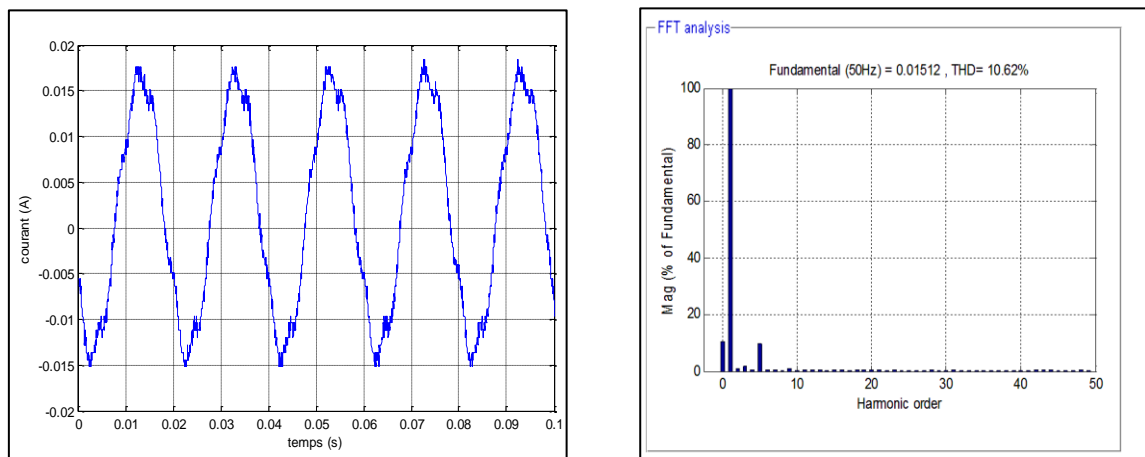 0.02
0.015
0.01
0.005
0
-0.005
-0.01
-0.015
-0.02
courant (A)
0 0.01 0.02 0.03 0.04 0.05 0.06 0.07 0.08 0.09 0.1
temps (s)
FFT analysis
Fundamental (50Hz) = 0.01512 , THD= 10.62%
100
80
60
40
20
0
Mag (% of Fundamental)
0 10 20 30 40 50
Harmonic order